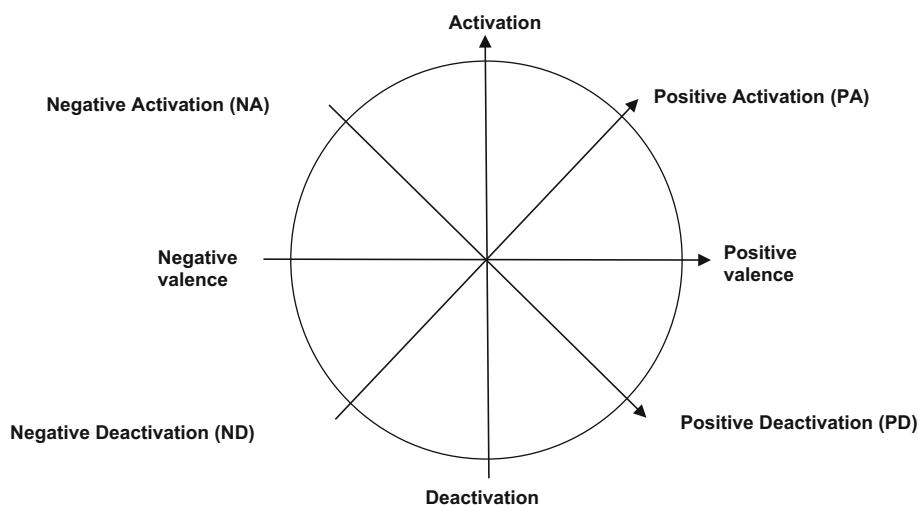 Activation
Negative Activation (NA)
Positive Activation (PA)
Negative
valence
Positive
valence
Negative Deactivation (ND)
Positive Deactivation (PD)
Deactivation